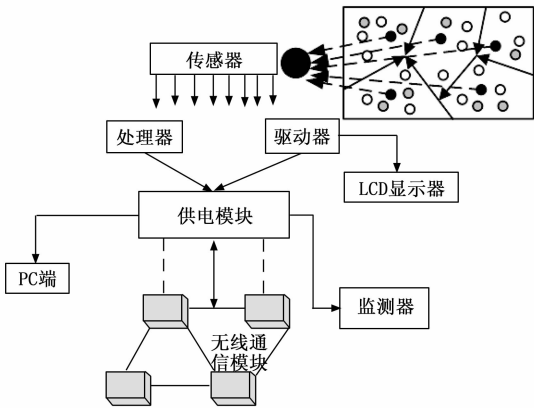 传感器
处理器
驱动器
LCD显示器
供电模块
PC端
监测器
无线通
信模块